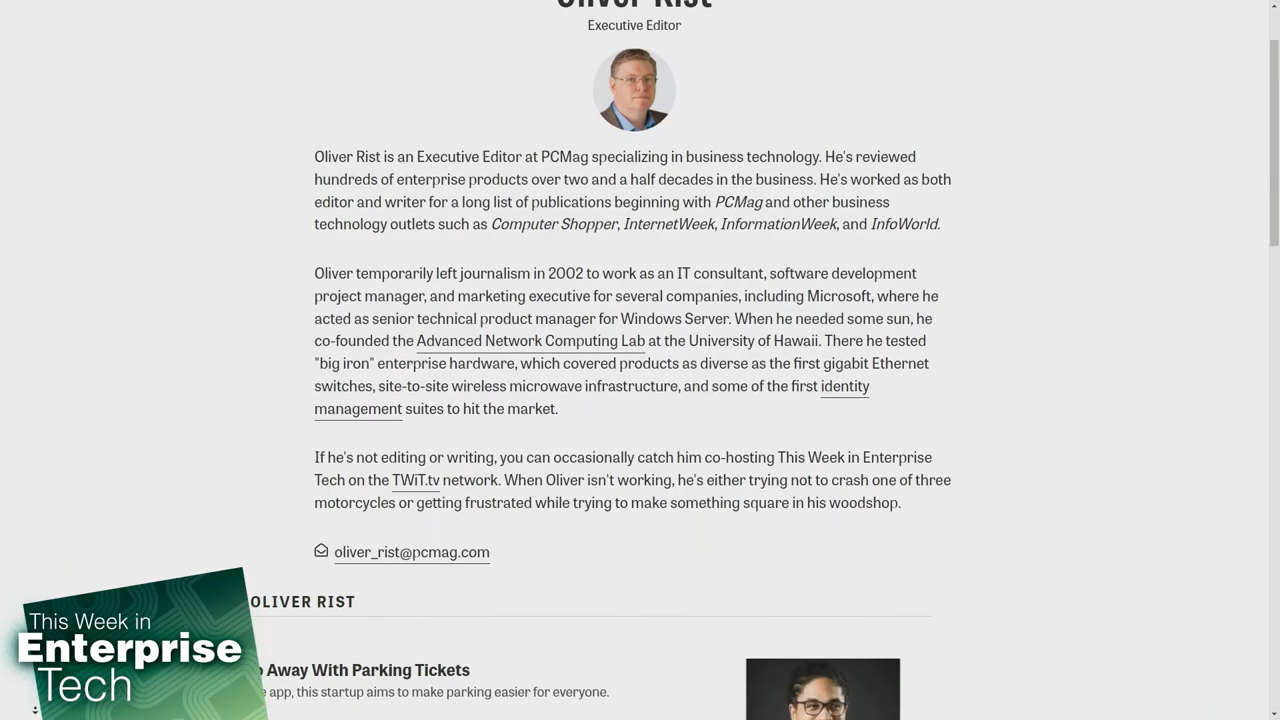 Oliver Rist
Executive Editor
Oliver Rist is an Executive Editor at PCMag specializing in business technology. He's reviewed
hundreds of enterprise products over two and a half decades in the business. He's worked as both
editor and writer for a long list of publications beginning with PCMag and other business
technology outlets such as Computer Shopper, InternetWeek, InformationWeek, and InfoWorld.
Oliver temporarily left journalism in 2002 to work as an IT consultant, software development
project manager, and marketing executive for several companies, including Microsoft, where he
acted as senior technical product manager for Windows Server. When he needed some sun, he
co-founded the Advanced Network Computing Lab at the University of Hawaii. There he tested
"big iron" enterprise hardware, which covered products as diverse as the first gigabit Ethernet
switches, site-to-site wireless microwave infrastructure, and some of the first identity
management suites to hit the market.
If he's not editing or writing, you can occasionally catch him co-hosting This Week in Enterprise
Tech on the TWiT.tv network. When Oliver isn't working, he's either trying not to crash one of three
motorcycles or getting frustrated while trying to make something square in his woodshop.
oliver_rist@pcmag.com
OLIVER RIST
Away With Parking Tickets
app, this startup aims to make parking easier for everyone.
This Week in
Enterprise
Tech